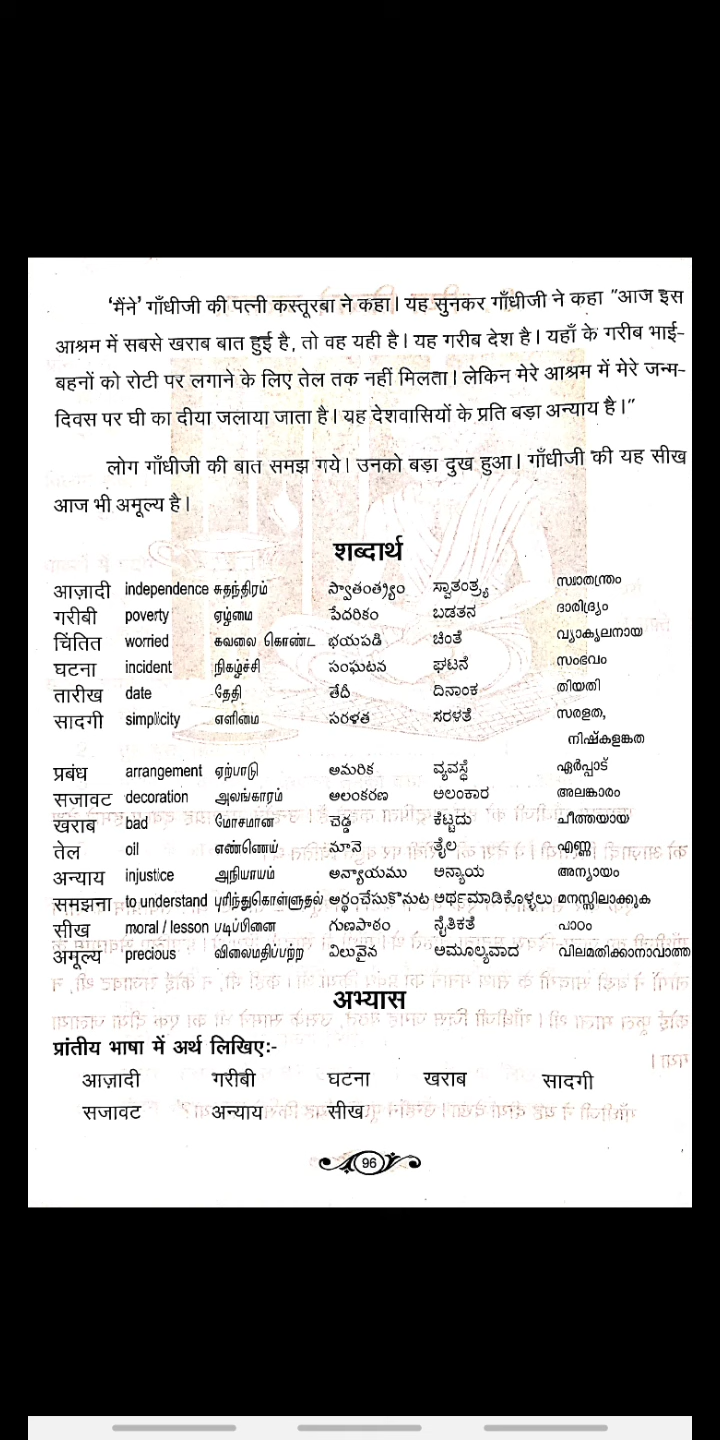 ‘मैंने’ गाँधीजी की पत्नी कस्तूरबा ने कहा। यह सुनकर गाँधीजी ने कहा “आज इस
आश्रम में सबसे खराब बात हुई है, तो वह यही है। यह गरीब देश है। यहाँ के गरीब भाई-
बहनों को रोटी पर लगाने के लिए तेल तक नहीं मिलता। लेकिन मेरे आश्रम में मेरे जन्म-
दिवस पर घी का दीया जलाया जाता है। यह देशवासियों के प्रति बड़ा अन्याय है।”
लोग गाँधीजी की बात समझ गये। उनको बड़ा दुख हुआ। गाँधीजी की यह सीख
आज भी अमूल्य है।
शब्दार्थ
आज़ादी independence சுதந்திரம் స్వాతంత్ర్యం ಸ್ವಾತಂತ್ರ್ಯ സ്വാതന്ത്രം
गरीबी poverty ஏழ்மை పేదరికం ಬಡತನ ദാരിദ്ര്യം
चिंतित worried கவலை கொண்ட భయపడి ಚಿಂತೆ വ്യാകുലനായ
घटना incident நிகழ்ச்சி సంఘటన ಘಟನೆ സംഭവം
तारीख date தேதி తేదీ ದಿನಾಂಕ തിയതി
सादगी simplicity எளிமை సరళత ಸರಳತೆ സരളത,
നിഷ്കളങ്കത
प्रबंध arrangement ஏற்பாடு అమరిక ವ್ಯವಸ್ಥೆ ഏർപ്പാട്
सजावट decoration அலங்காரம் అలంకరణ ಅಲಂಕಾರ അലങ്കാരം
खराब bad மோசமான చెడ్డ ಕೆಟ್ಟದು ചീത്തയായ
तेल oil எண்ணெய் నూనె ತೈಲ എണ്ണ
अन्याय injustice அநியாயம் అన్యాయము ಅನ್ಯಾಯ അന്യായം
समझना to understand புரிந்துகொள்ளுதல் అర్థంచేసుకొనుట ಅರ್ಥಮಾಡಿಕೊಳ್ಳಲು മനസ്സിലാക്കുക
सीख moral / lesson படிப்பினை గుణపాఠం ನೈತಿಕತೆ പാഠം
अमूल्य precious விலைமதிப்பற்ற విలువైన ಅಮೂಲ್ಯವಾದ വിലമതിക്കാനാവാത്ത
अभ्यास
प्रांतीय भाषा में अर्थ लिखिए:-
आज़ादी गरीबी घटना खराब सादगी
सजावट अन्याय सीख
96